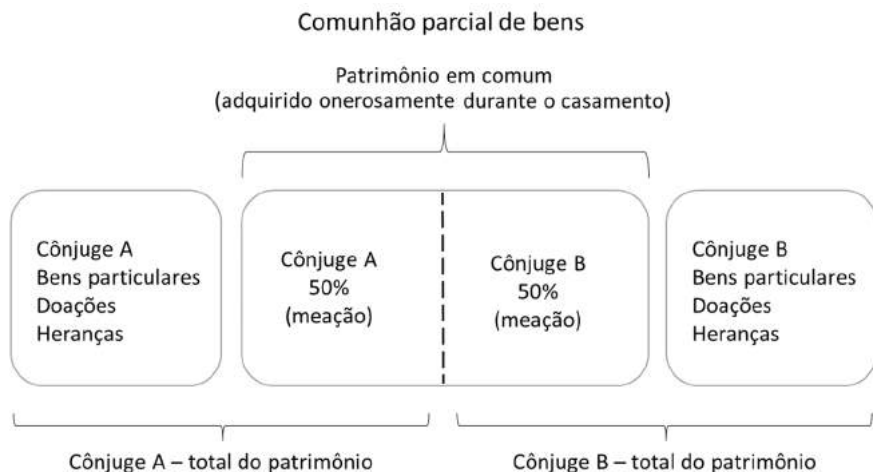 Comunhão parcial de bens
Patrimônio em comum
(adquirido onerosamente durante o casamento)
Cônjuge A
Bens particulares
Doações
Heranças
Cônjuge A
50%
(meação)
Cônjuge B
50%
(meação)
Cônjuge B
Bens particulares
Doações
Heranças
Cônjuge A – total do patrimônio
Cônjuge B – total do patrimônio